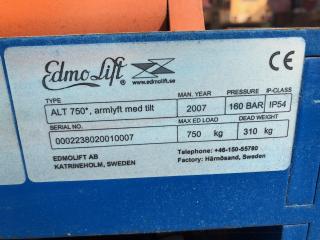 Edmo Lift
www.edmolift.se
CE
TYPE MAN. YEAR PRESSURE IP-CLASS
ALT 750*, armlyft med tilt 2007 160 BAR IP54
SERIAL NO. MAX ED LOAD DEAD WEIGHT
0002238020010007 750 kg 310 kg
EDMOLIFT AB
KATRINEHOLM, SWEDEN
Telephone: +46-150-55780
Factory: Härnösand, Sweden